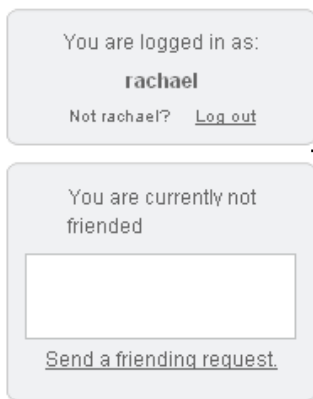 You are logged in as:
rachael
Not rachael? Log out
You are currently not
friended
Send a friending request.